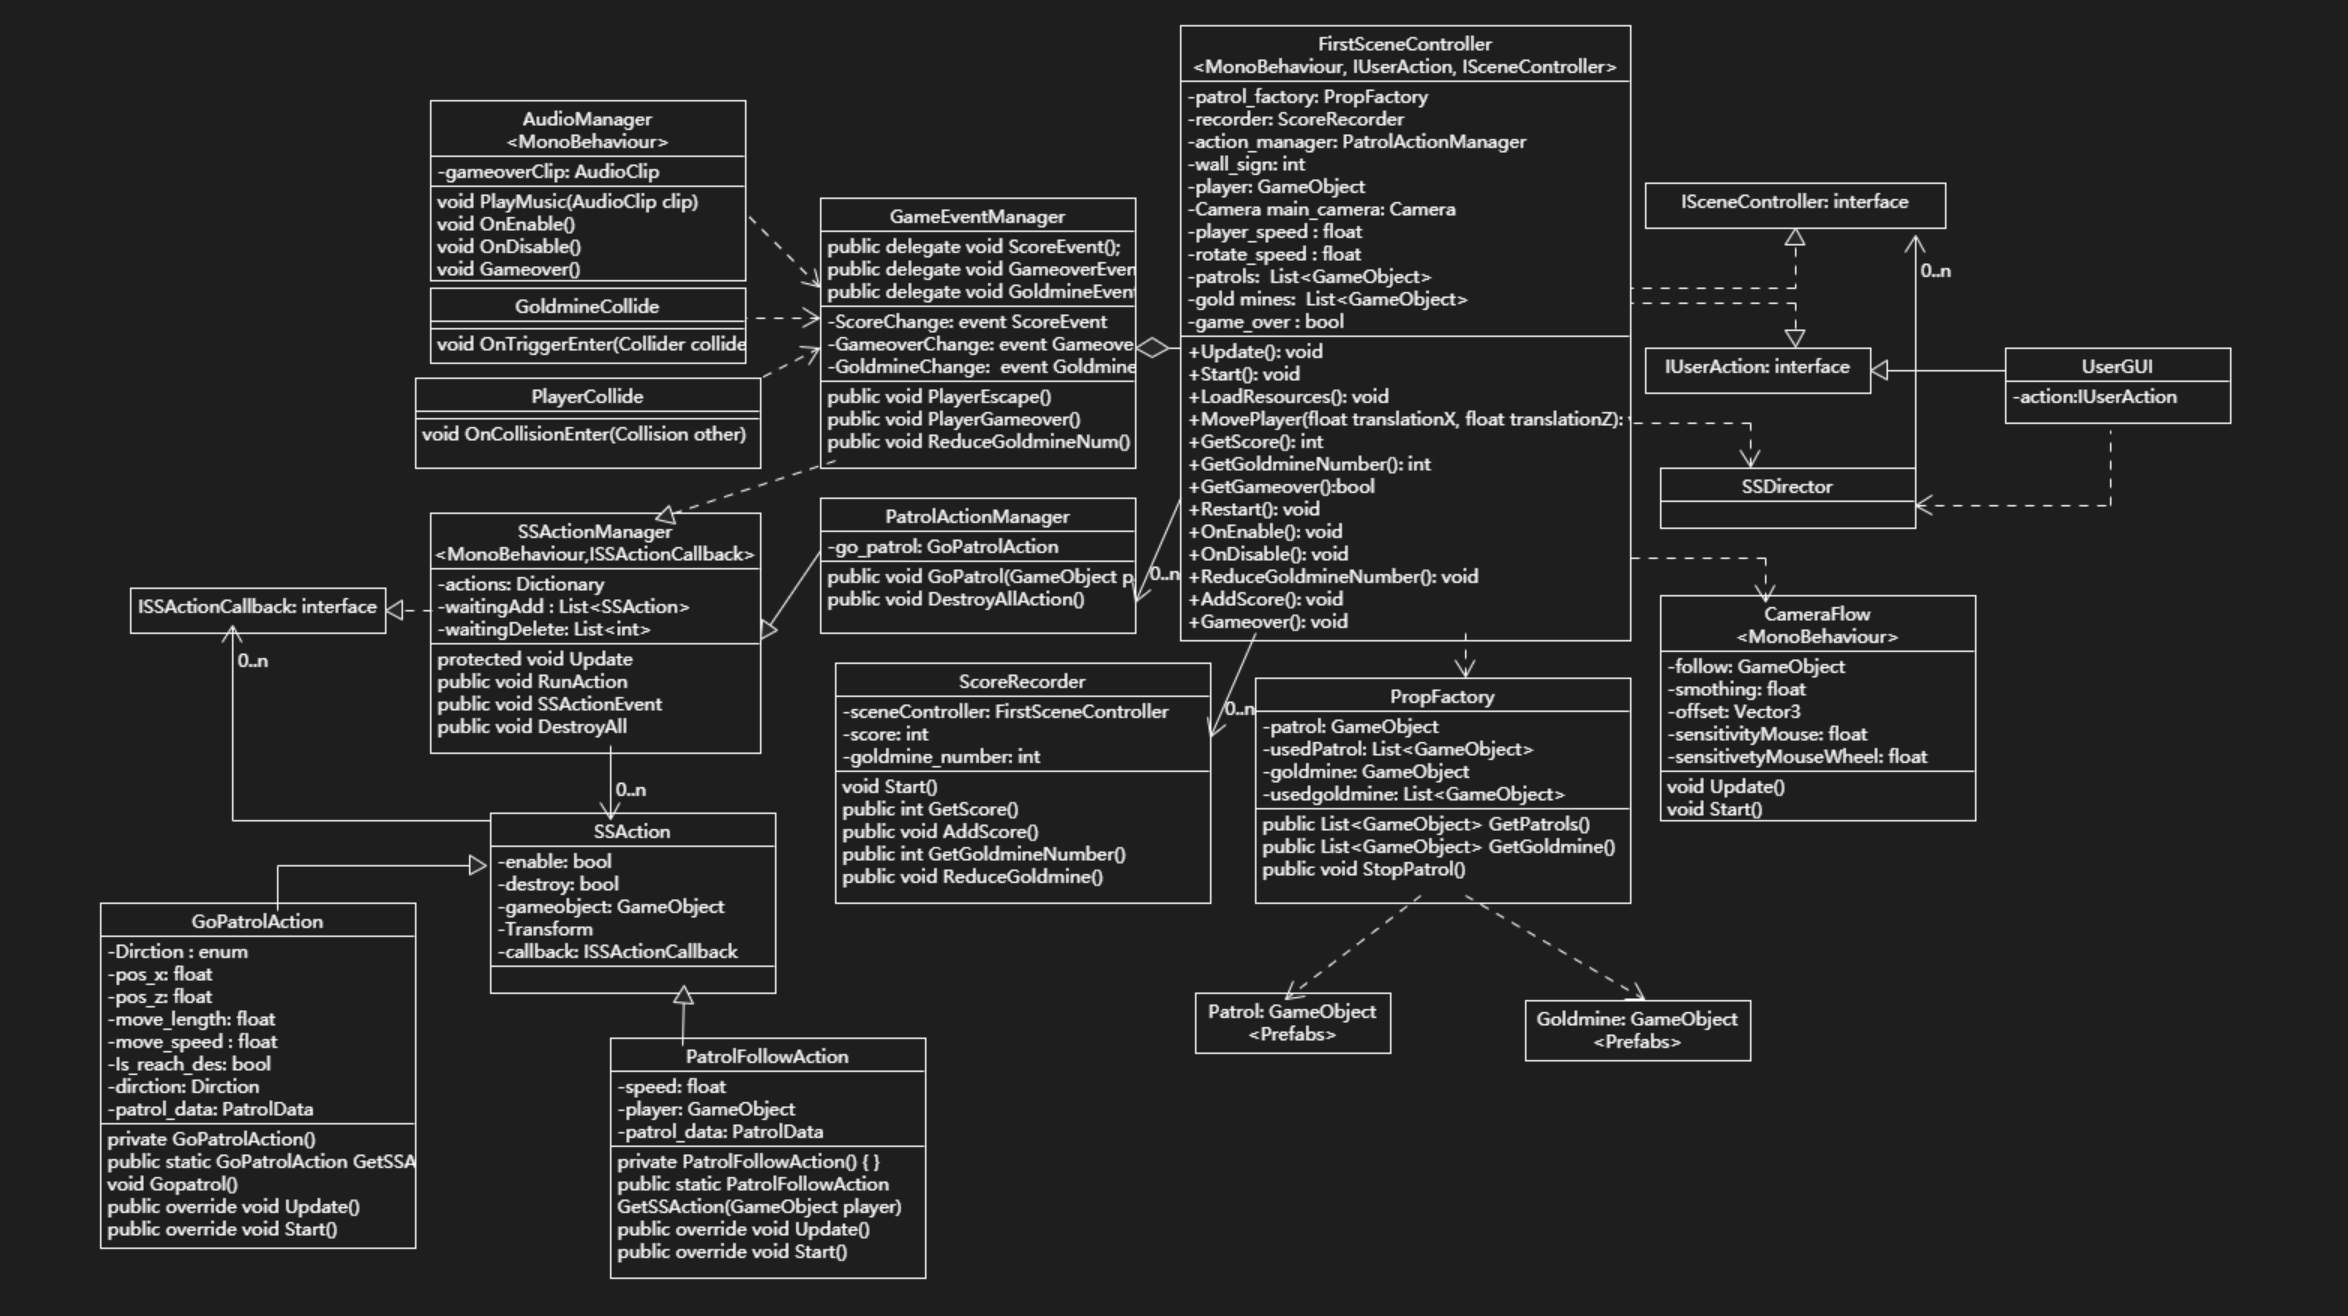 FirstSceneController
<MonoBehaviour, IUserAction, ISceneController>
-patrol_factory: PropFactory
-recorder: ScoreRecorder
-action_manager: PatrolActionManager
-wall_sign: int
-player: GameObject
-Camera main_camera: Camera
-player_speed : float
-rotate_speed : float
-patrols:  List<GameObject>
-gold mines:  List<GameObject>
-game_over : bool
+Update(): void
+Start(): void
+LoadResources(): void
+MovePlayer(float translationX, float translationZ):
+GetScore(): int
+GetGoldmineNumber(): int
+GetGameover():bool
+Restart(): void
+OnEnable(): void
+OnDisable(): void
+ReduceGoldmineNumber(): void
+AddScore(): void
+Gameover(): void
AudioManager
<MonoBehaviour>
-gameoverClip: AudioClip
void PlayMusic(AudioClip clip)
void OnEnable()
void OnDisable()
void Gameover()
GoldmineCollide
void OnTriggerEnter(Collider collide
PlayerCollide
void OnCollisionEnter(Collision other)
GameEventManager
public delegate void ScoreEvent();
public delegate void GameoverEven
public delegate void GoldmineEven
-ScoreChange: event ScoreEvent
-GameoverChange: event Gameove
-GoldmineChange:  event Goldmine
public void PlayerEscape()
public void PlayerGameover()
public void ReduceGoldmineNum()
ISceneController: interface
0..n
IUserAction: interface
UserGUI
-action:IUserAction
SSDirector
SSActionManager
<MonoBehaviour,ISSActionCallback>
-actions: Dictionary
-waitingAdd : List<SSAction>
-waitingDelete: List<int>
protected void Update
public void RunAction
public void SSActionEvent
public void DestroyAll
PatrolActionManager
-go_patrol: GoPatrolAction
public void GoPatrol(GameObject p
public void DestroyAllAction()
0..n
ISSActionCallback: interface
0..n
CameraFlow
<MonoBehaviour>
-follow: GameObject
-smothing: float
-offset: Vector3
-sensitivityMouse: float
-sensitivetyMouseWheel: float
void Update()
void Start()
ScoreRecorder
-sceneController: FirstSceneController
-score: int
-goldmine_number: int
void Start()
public int GetScore()
public void AddScore()
public int GetGoldmineNumber()
public void ReduceGoldmine()
0..n
PropFactory
-patrol: GameObject
-usedPatrol: List<GameObject>
-goldmine: GameObject
-usedgoldmine: List<GameObject>
public List<GameObject> GetPatrols()
public List<GameObject> GetGoldmine()
public void StopPatrol()
0..n
SSAction
-enable: bool
-destroy: bool
-gameobject: GameObject
-Transform
-callback: ISSActionCallback
GoPatrolAction
-Dirction : enum
-pos_x: float
-pos_z: float
-move_length: float
-move_speed : float
-Is_reach_des: bool
-dirction: Dirction
-patrol_data: PatrolData
private GoPatrolAction()
public static GoPatrolAction GetSSA
void Gopatrol()
public override void Update()
public override void Start()
PatrolFollowAction
-speed: float
-player: GameObject
-patrol_data: PatrolData
private PatrolFollowAction() { }
public static PatrolFollowAction
GetSSAction(GameObject player)
public override void Update()
public override void Start()
Patrol: GameObject
<Prefabs>
Goldmine: GameObject
<Prefabs>